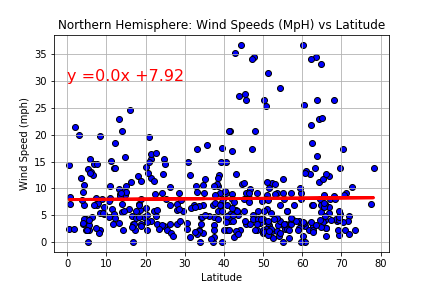 Northern Hemisphere: Wind Speeds (MpH) vs Latitude
35
30
25
20
15
10
5
0
y =0.0x +7.92
Wind Speed (mph)
0 10 20 30 40 50 60 70 80
Latitude